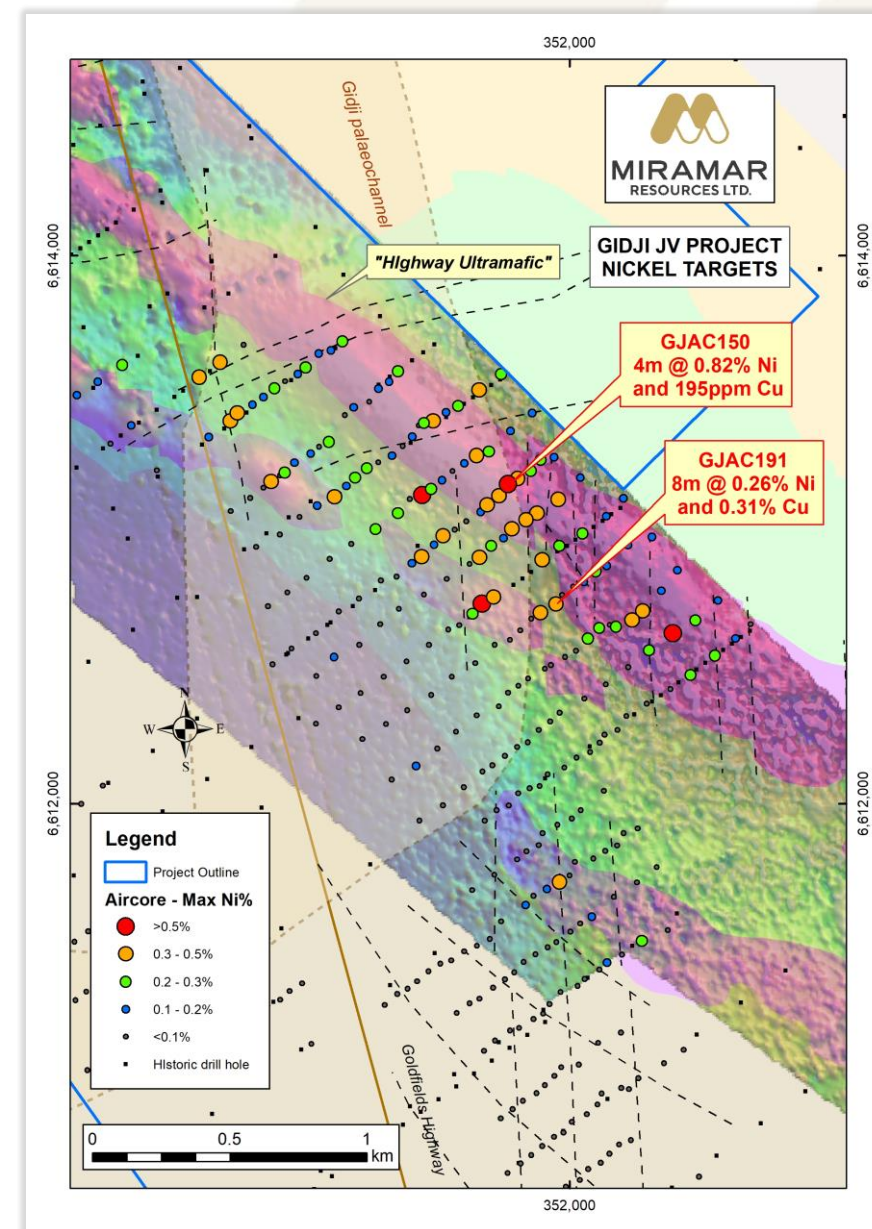 352,000
Gidji palaeochannel
MIRAMAR
RESOURCES LTD.
6,614,000
6,614,000
"HIghway Ultramafic"
GIDJI JV PROJECT
NICKEL TARGETS
GJAC150
4m @ 0.82% Ni
and 195ppm Cu
GJAC191
8m @ 0.26% Ni
and 0.31% Cu
N
W
E
S
6,612,000
6,612,000
Legend
Project Outline
Aircore - Max Ni%
>0.5%
0.3 - 0.5%
0.2 - 0.3%
0.1 - 0.2%
<0.1%
HIstoric drill hole
Goldfields Highway
0
0.5
1
km
352,000